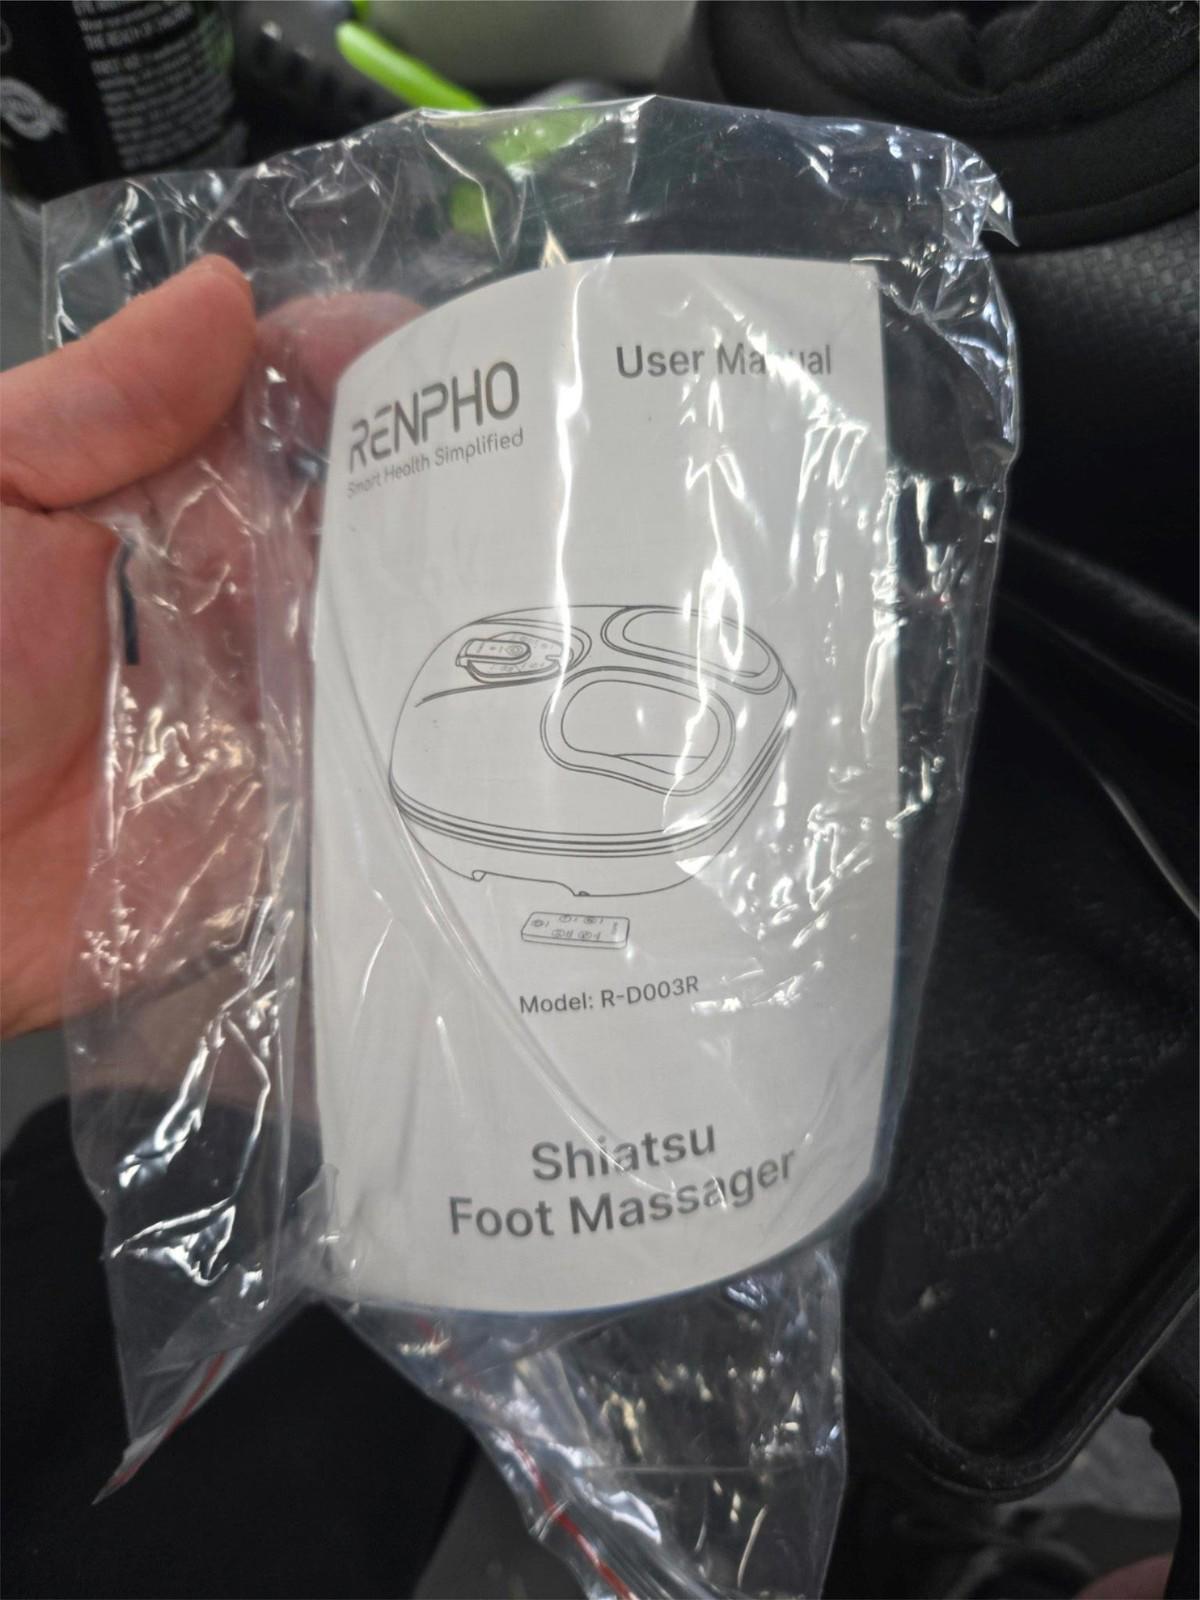 RENPHO
Smart Health Simplified
User Manual
Model: R-D003R
Shiatsu
Foot Massager